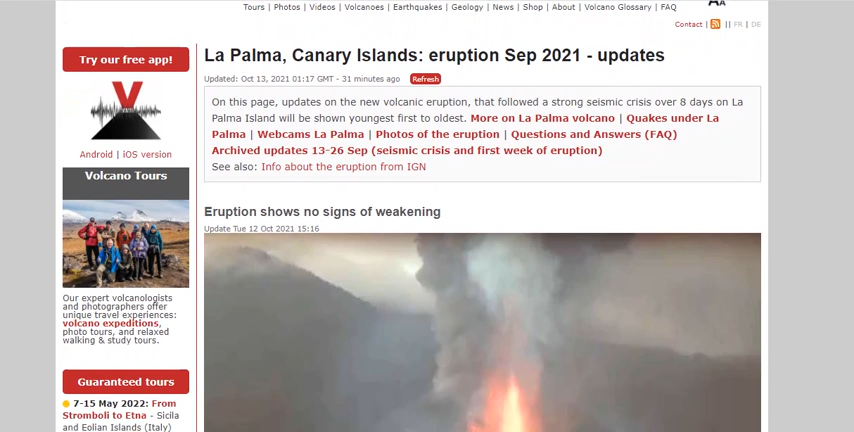 Tours | Photos | Videos | Volcanoes | Earthquakes | Geology | News | Shop | About | Volcano Glossary | FAQ
AA
Contact | || FR | DE
Try our free app!
V
Android | iOS version
Volcano Tours
Our expert volcanologists
and photographers offer
unique travel experiences:
volcano expeditions,
photo tours, and relaxed
walking & study tours.
Guaranteed tours
7-15 May 2022: From
Stromboli to Etna - Sicila
and Eolian Islands (Italy)
La Palma, Canary Islands: eruption Sep 2021 - updates
Updated: Oct 13, 2021 01:17 GMT - 31 minutes ago Refresh
On this page, updates on the new volcanic eruption, that followed a strong seismic crisis over 8 days on La
Palma Island will be shown youngest first to oldest. More on La Palma volcano | Quakes under La
Palma | Webcams La Palma | Photos of the eruption | Questions and Answers (FAQ)
Archived updates 13-26 Sep (seismic crisis and first week of eruption)
See also: Info about the eruption from IGN
Eruption shows no signs of weakening
Update Tue 12 Oct 2021 15:16